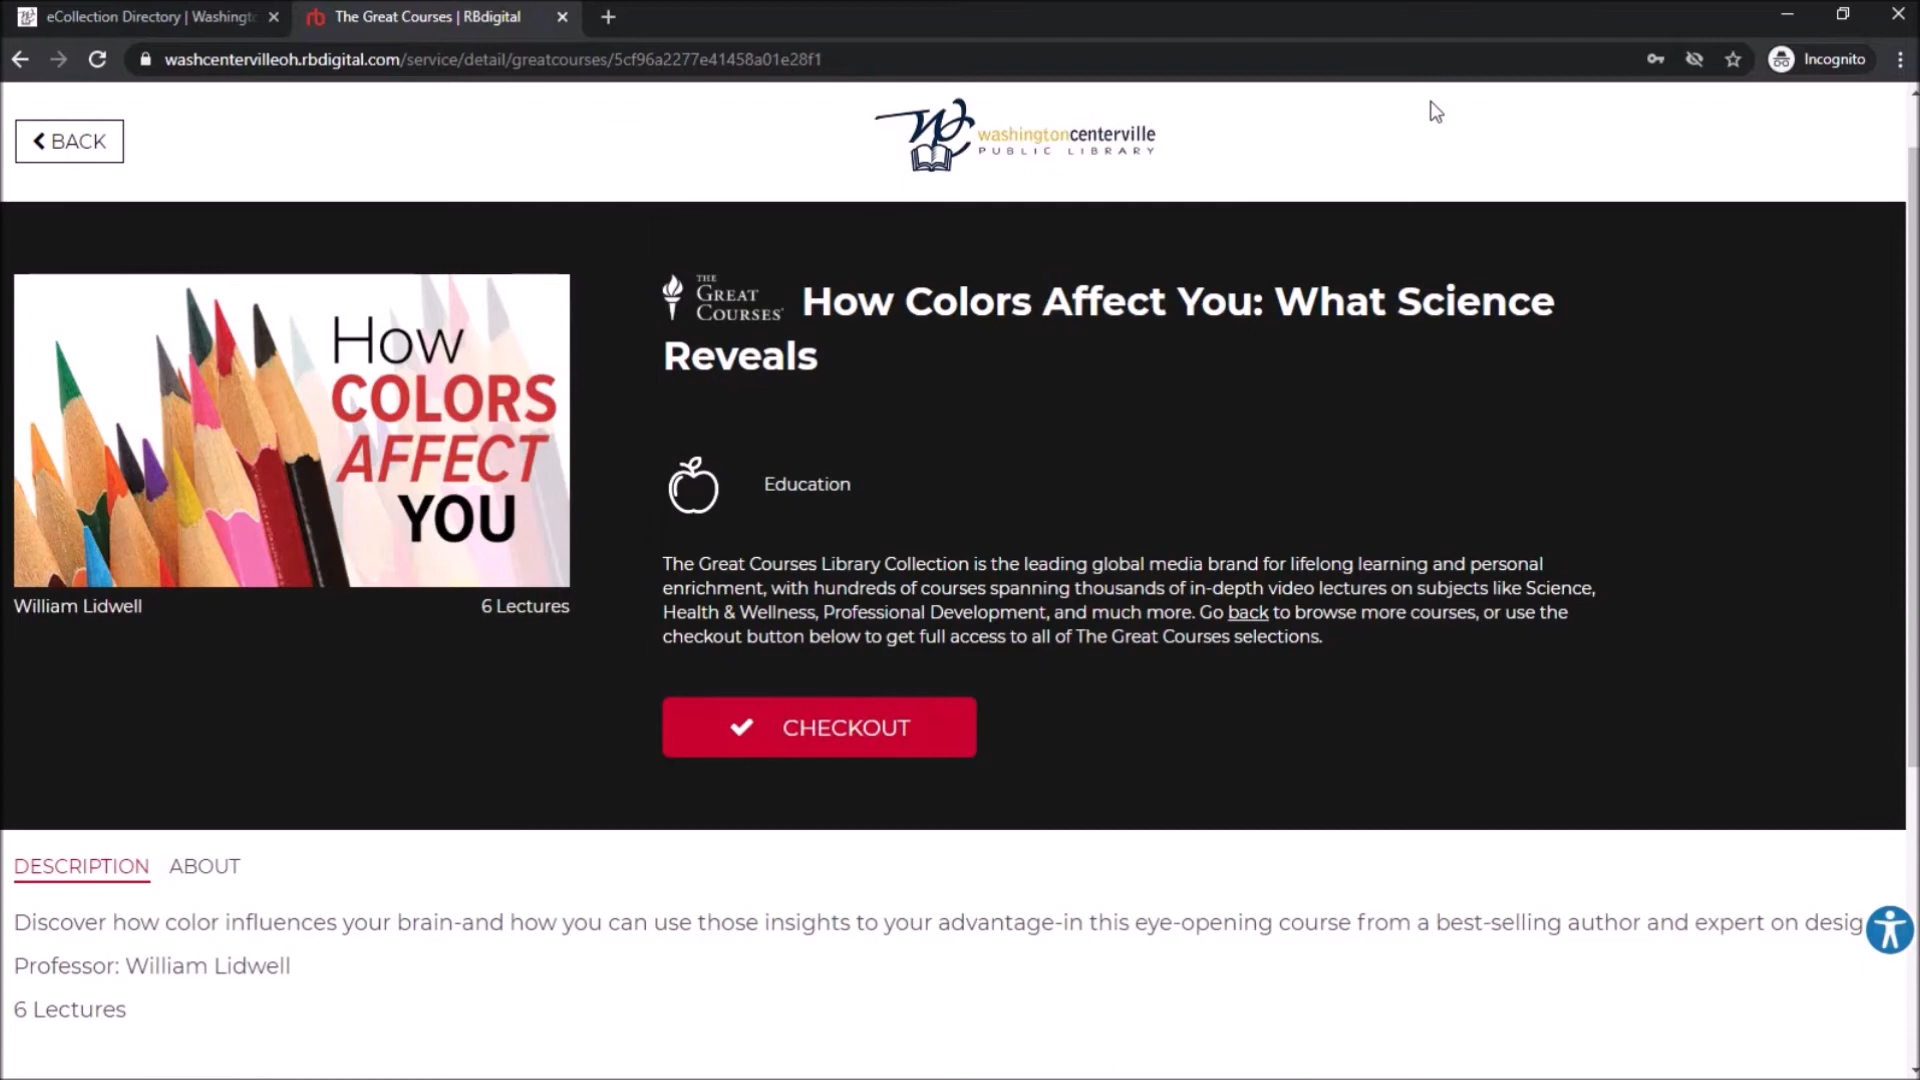 eCollection Directory | Washingt
The Great Courses | RBdigital
washcentervilleoh.rbdigital.com/service/detail/greatcourses/5cf96a2277e41458a01e28f1
Incognito
BACK
washingtoncenterville
PUBLIC LIBRARY
THE GREAT COURSES
How Colors Affect You: What Science
Reveals
How
COLORS
AFFECT
YOU
William Lidwell
6 Lectures
Education
The Great Courses Library Collection is the leading global media brand for lifelong learning and personal
enrichment, with hundreds of courses spanning thousands of in-depth video lectures on subjects like Science,
Health & Wellness, Professional Development, and much more. Go back to browse more courses, or use the
checkout button below to get full access to all of The Great Courses selections.
CHECKOUT
DESCRIPTION
ABOUT
Discover how color influences your brain-and how you can use those insights to your advantage-in this eye-opening course from a best-selling author and expert on desig
Professor: William Lidwell
6 Lectures